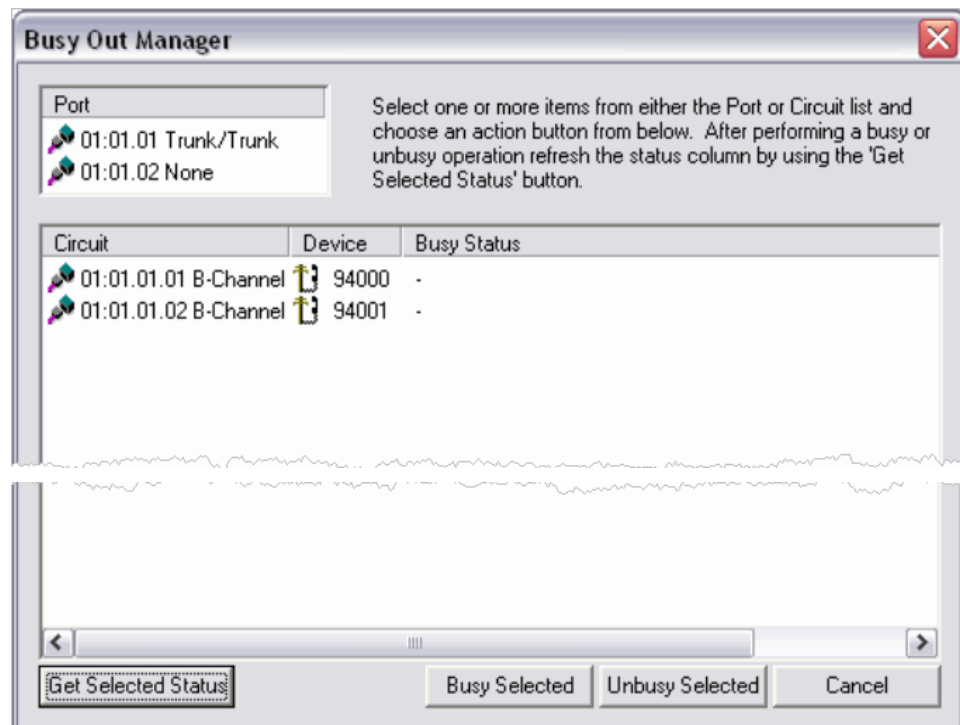 Busy Out Manager
Port
01:01.01 Trunk/Trunk
01:01.02 None
Select one or more items from either the Port or Circuit list and
choose an action button from below. After performing a busy or
unbusy operation refresh the status column by using the 'Get
Selected Status' button.
Circuit Device Busy Status
01:01.01.01 B-Channel 94000 -
01:01.01.02 B-Channel 94001 -
Get Selected Status Busy Selected Unbusy Selected Cancel